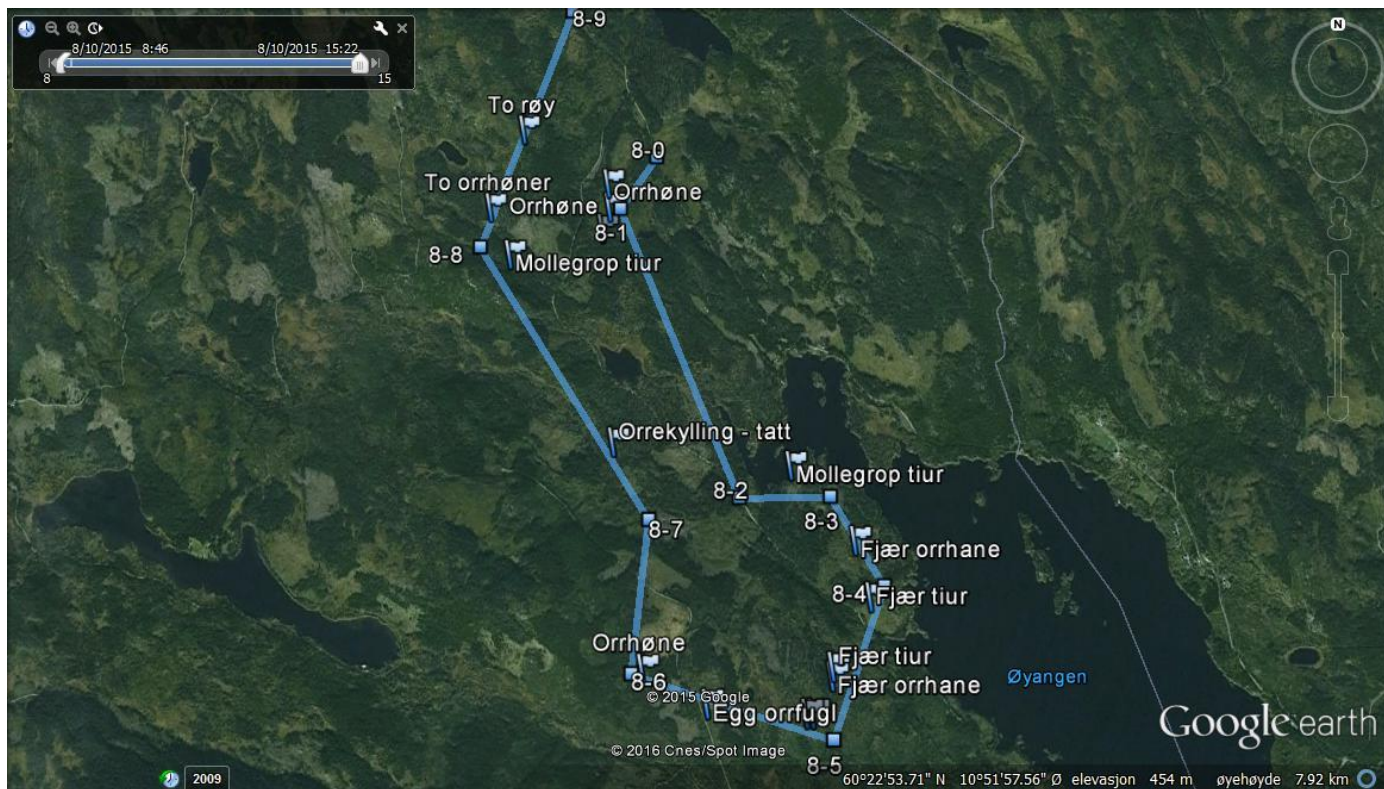 8-9
8/10/2015 8:46
8/10/2015 15:22
8
15
N
To røy
8-0
To orrhøner
Orrhøne
Orrhøne
8-1
8-8
Mollegrop tiur
Orrekylling - tatt
Mollegrop tiur
8-2
8-3
8-7
Fjær orrhane
8-4
Fjær tiur
Orrhøne
Fjær tiur
8-6
Fjær orrhane
Øyangen
© 2015 Google
Egg orrfugl
Google earth
© 2016 Cnes/Spot Image
8-5
2009
60°22'53.71" N 10°51'57.56" Ø elevasjon 454 m øyehøyde 7.92 km